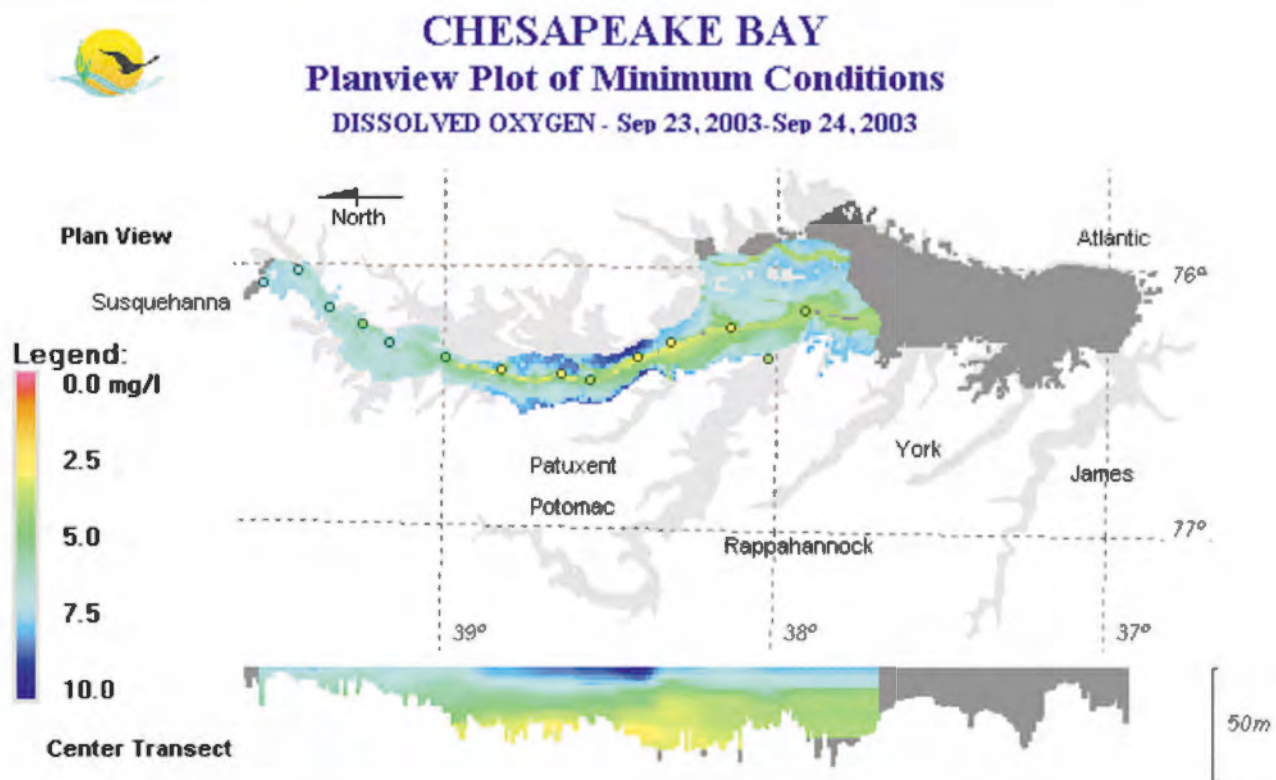 CHESAPEAKE BAY
Planview Plot of Minimum Conditions
DISSOLVED OXYGEN - Sep 23, 2003-Sep 24, 2003
North
Plan View
Atlantic
76°
Susquehanna
Legend:
0.0 mg/l
2.5
5.0
7.5
10.0
York
Patuxent
James
Potomac
77°
Rappahannock
39°
38°
37°
50m
Center Transect